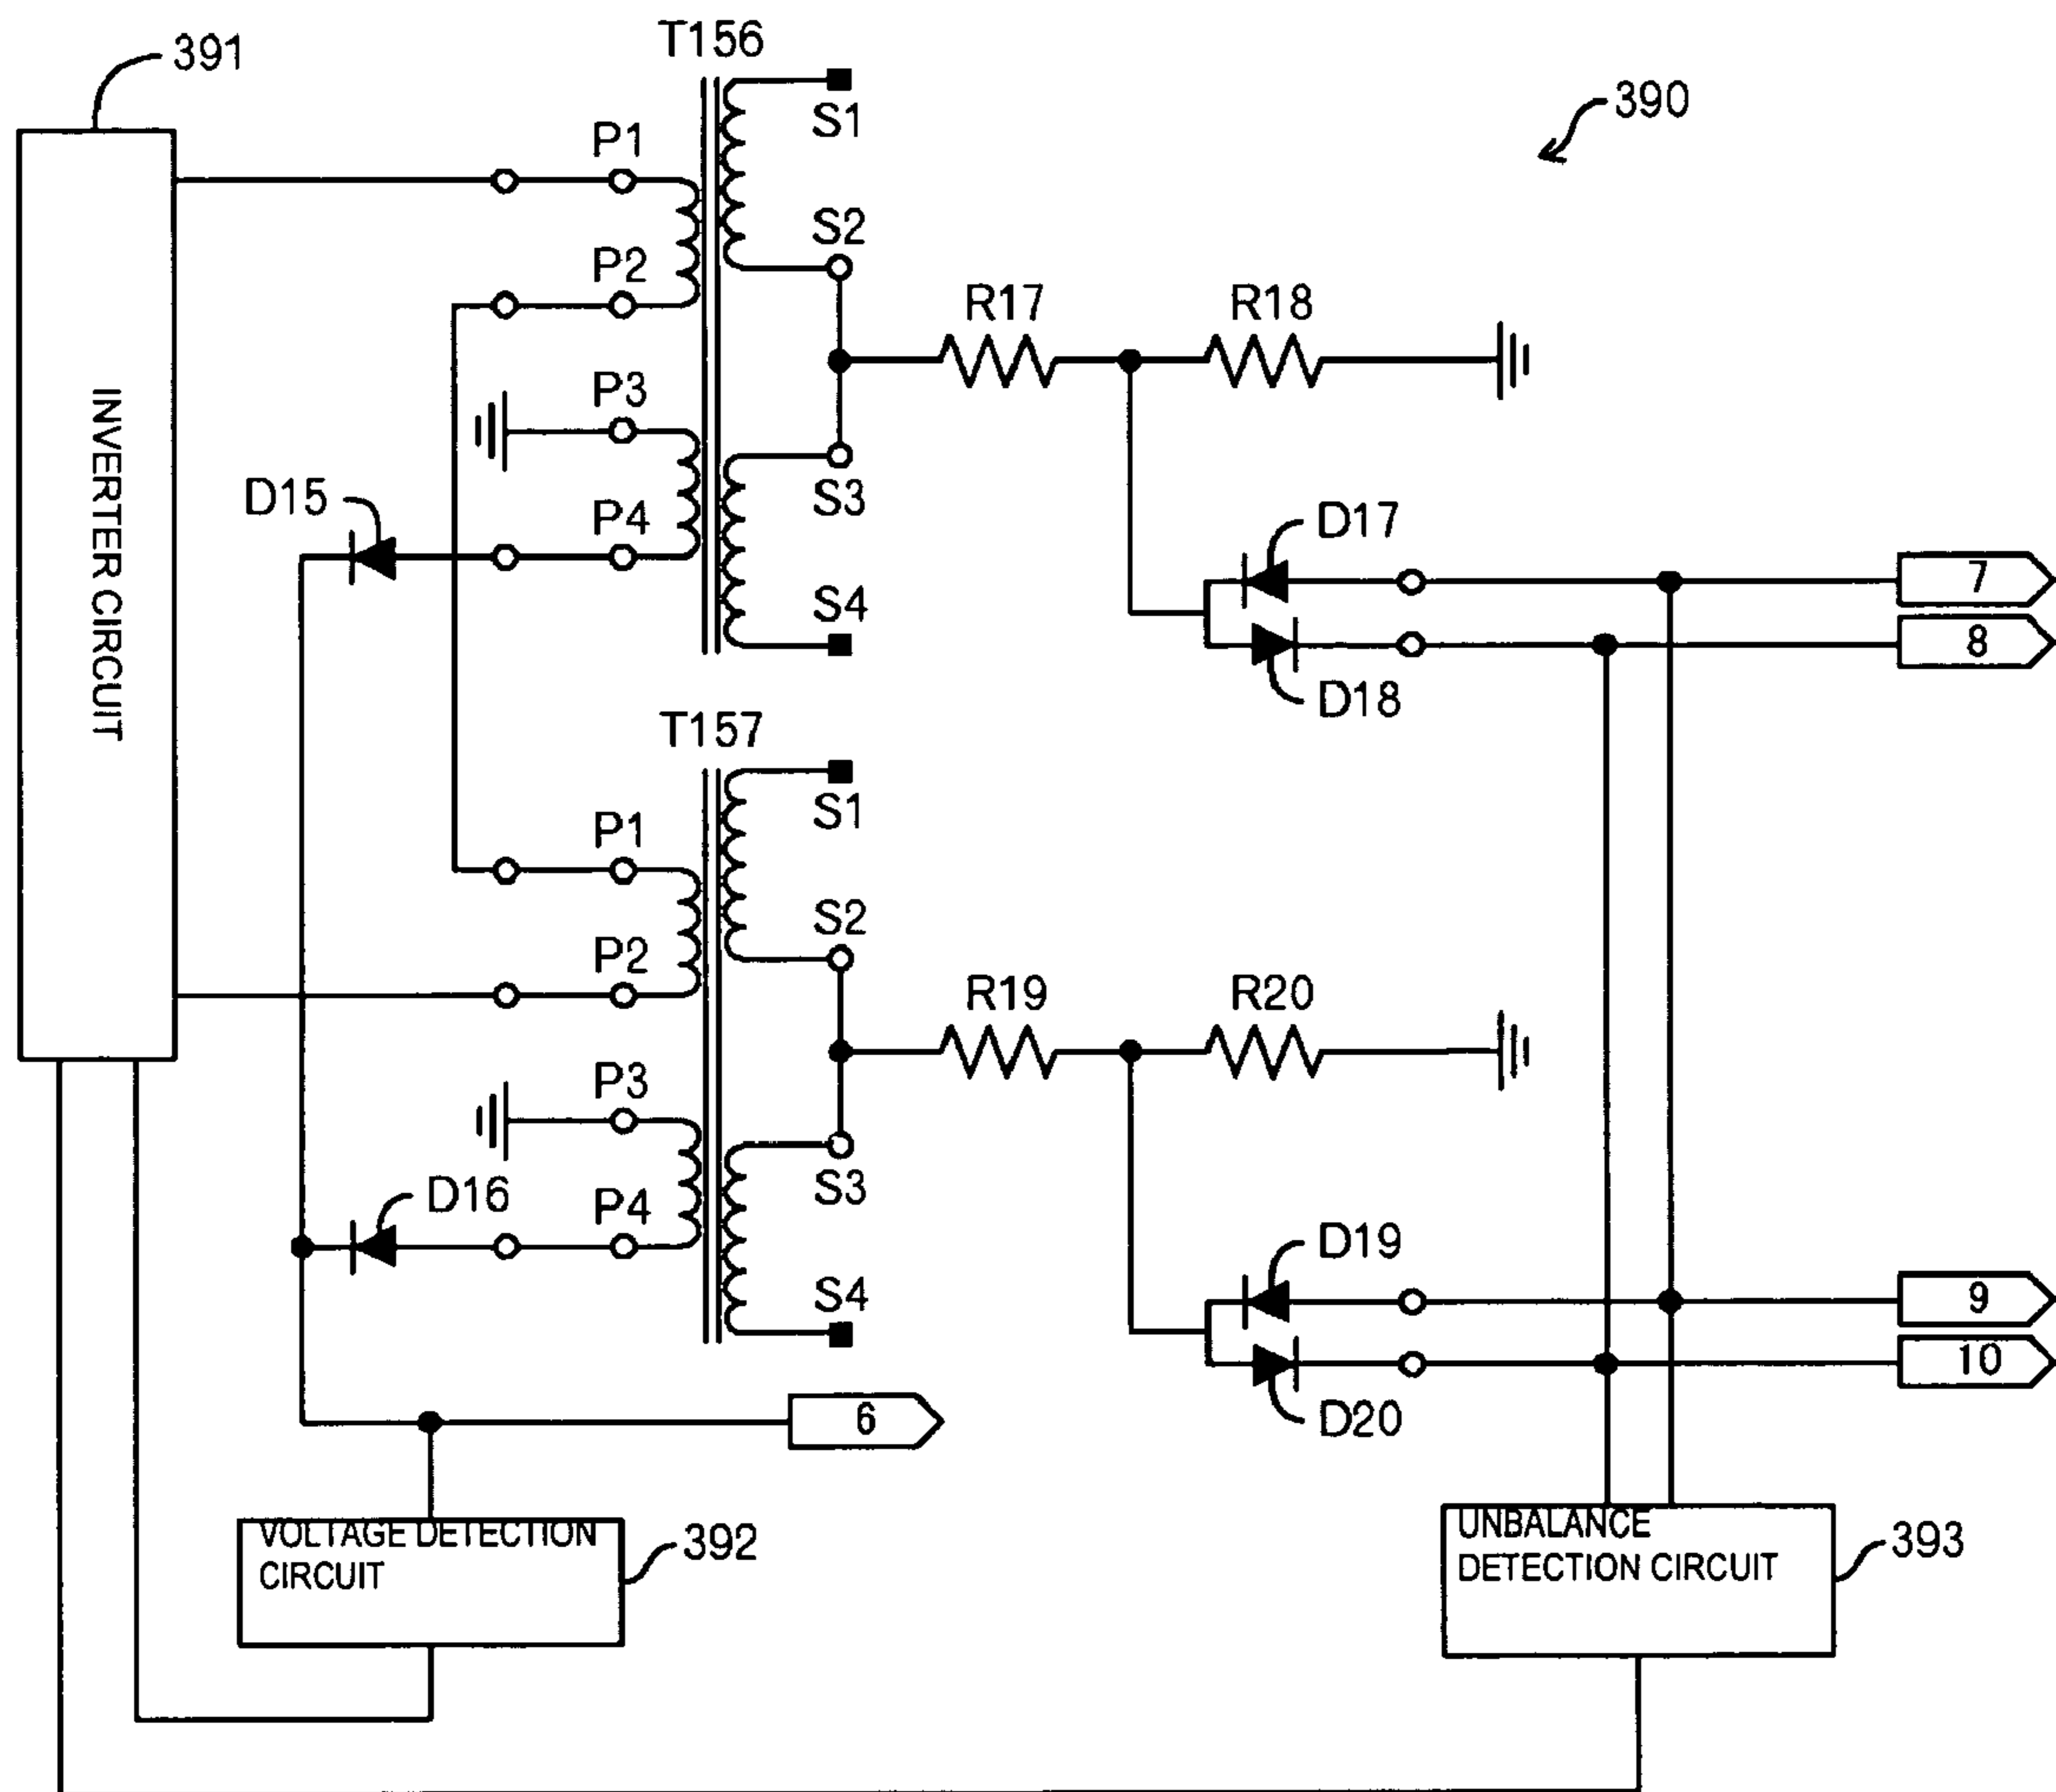 391
T156
390
P1
S1
P2
S2
R17
R18
P3
P4
S3
S4
D15
INVERTER CIRCUIT
D17
7
8
D18
T157
P1
S1
P2
S2
R19
R20
P3
P4
S3
S4
D16
D19
9
10
D20
6
VOLTAGE DETECTION
CIRCUIT
392
UNBALANCE
DETECTION CIRCUIT
393